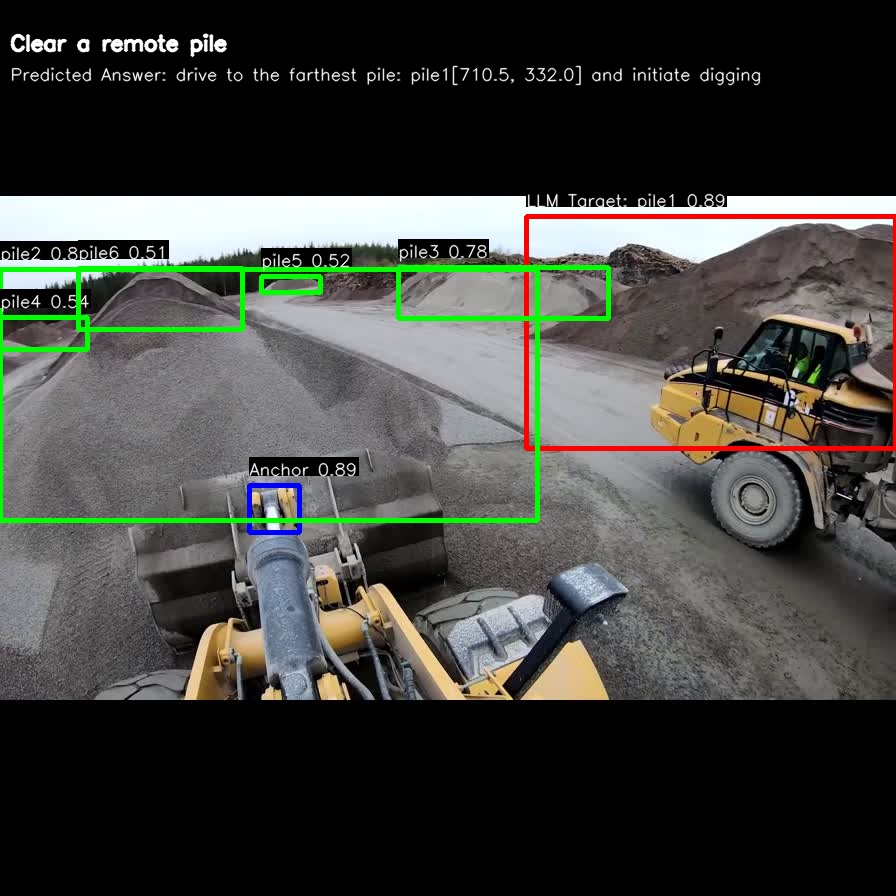 Clear a remote pile
Predicted Answer: drive to the farthest pile: pile1[710.5, 332.0] and initiate digging
LLM Target: pile1 0.89
pile2 0.8
pile6 0.51
pile5 0.52
pile3 0.78
pile4 0.54
Anchor 0.89